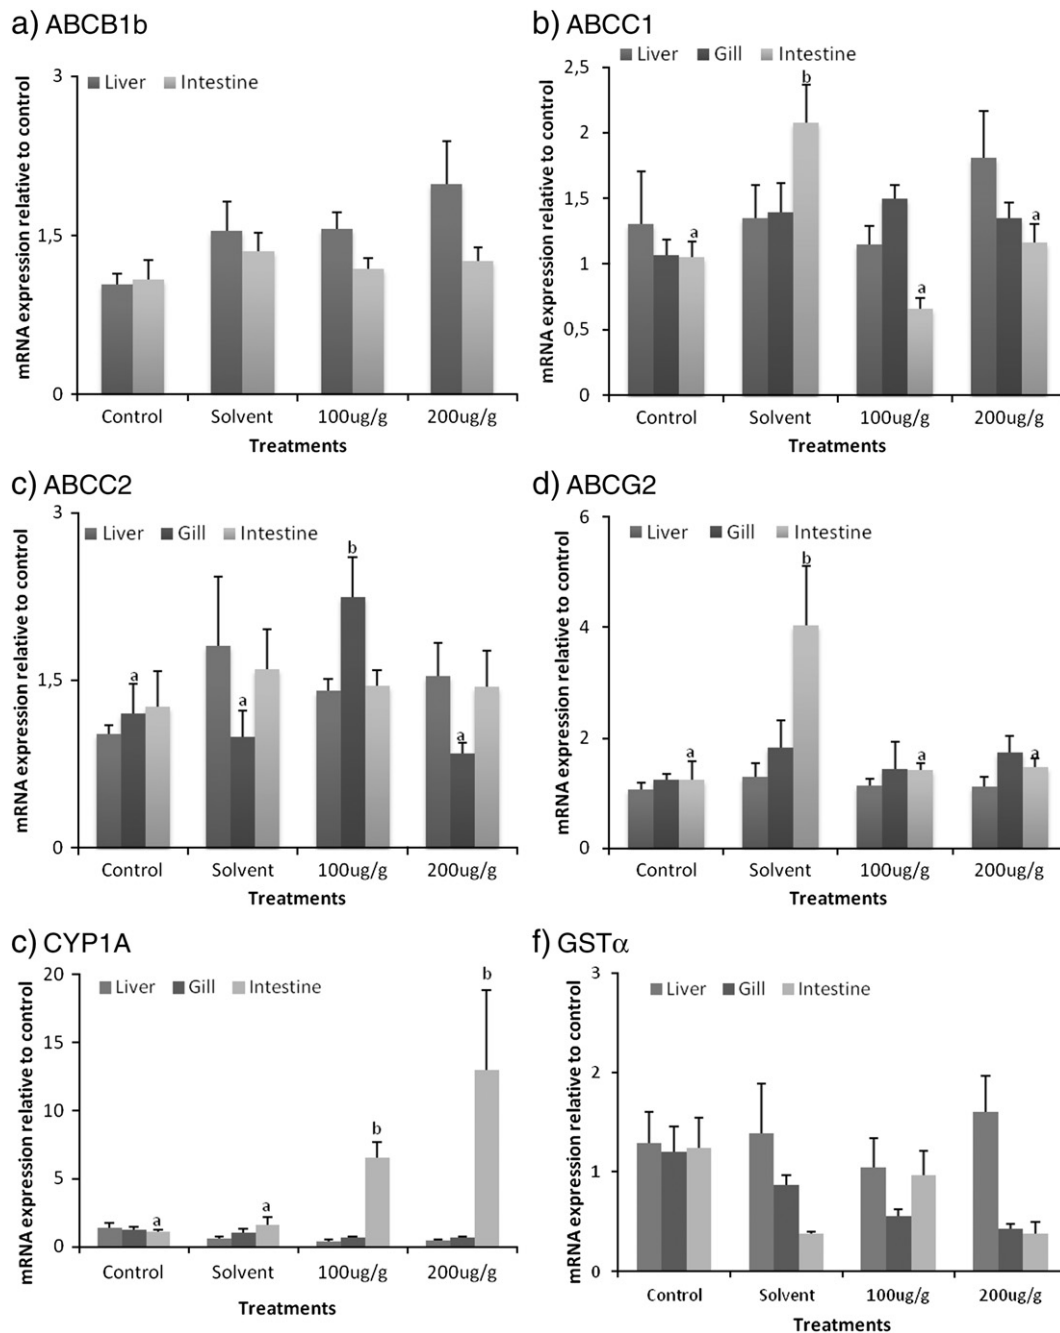 a) ABCB1b
3
Liver Intestine
mRNA expression relative to control
1,5
0
Control Solvent 100ug/g 200ug/g
Treatments
b) ABCC1
Liver Gill Intestine
2,5
b
2
mRNA expression relative to control
1,5
a a
1
a
0,5
0
Control Solvent 100ug/g 200ug/g
Treatments
c) ABCC2
3
Liver Gill Intestine
b
mRNA expression relative to control
1,5
a
a
a
0
Control Solvent 100ug/g 200ug/g
Treatments
d) ABCG2
6
Liver Gill Intestine
b
mRNA expression relative to control
4
2
a a a
0
Control Solvent 100ug/g 200ug/g
Treatments
c) CYP1A
20
Liver Gill Intestine
b
mRNA expression relative to control
15
10
b
5
a a
0
Control Solvent 100ug/g 200ug/g
Treatments
f) GSTα
3
Liver Gill Intestine
mRNA expression relative to control
2
1
0
Control Solvent 100ug/g 200ug/g
Treatments